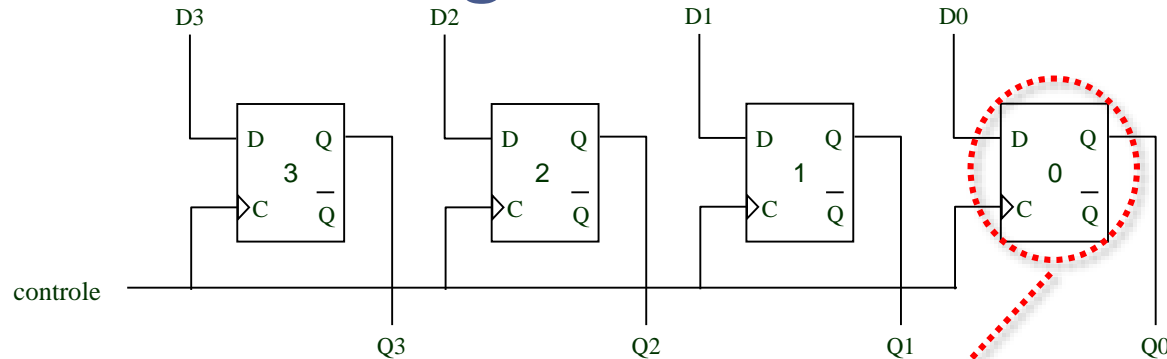 D3 D2 D1 D0
D Q D Q D Q D Q
3 2 1 0
C Q C Q C Q C Q
controle
Q3 Q2 Q1 Q0